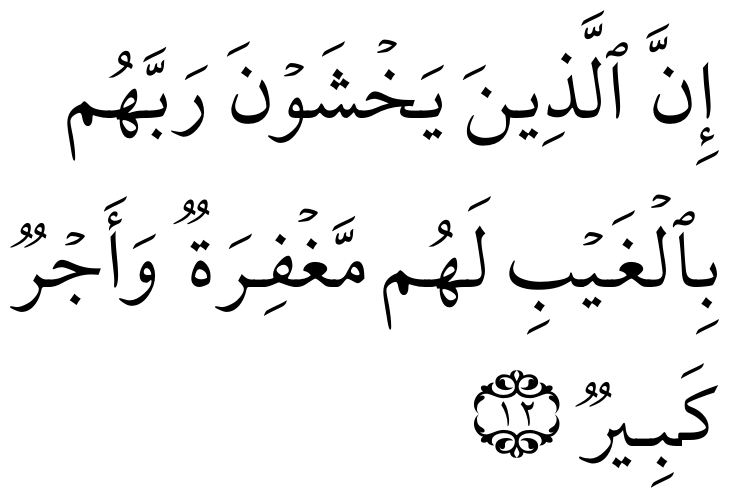 إِنَّ ٱلَّذِينَ يَخۡشَوۡنَ رَبَّهُم
بِٱلۡغَيۡبِ لَهُم مَّغۡفِرَةٞ وَأَجۡرٞ
كَبِيرٞ ١٢